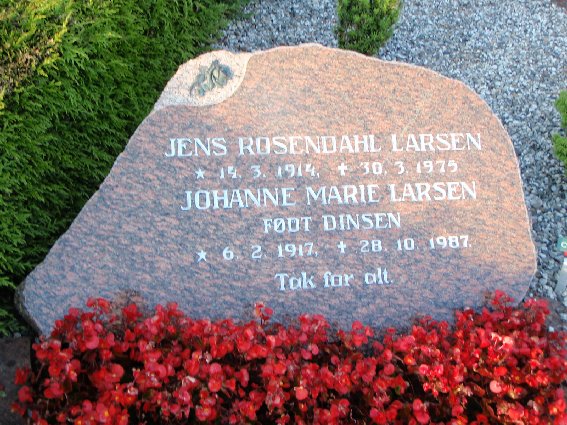 JENS ROSENDAHL LARSEN
★ 14. 3. 1914, ✝ 30. 3. 1975
JOHANNE MARIE LARSEN
FØDT DINSEN
★ 6. 2. 1917, ✝ 28. 10. 1987.
Tak for alt.